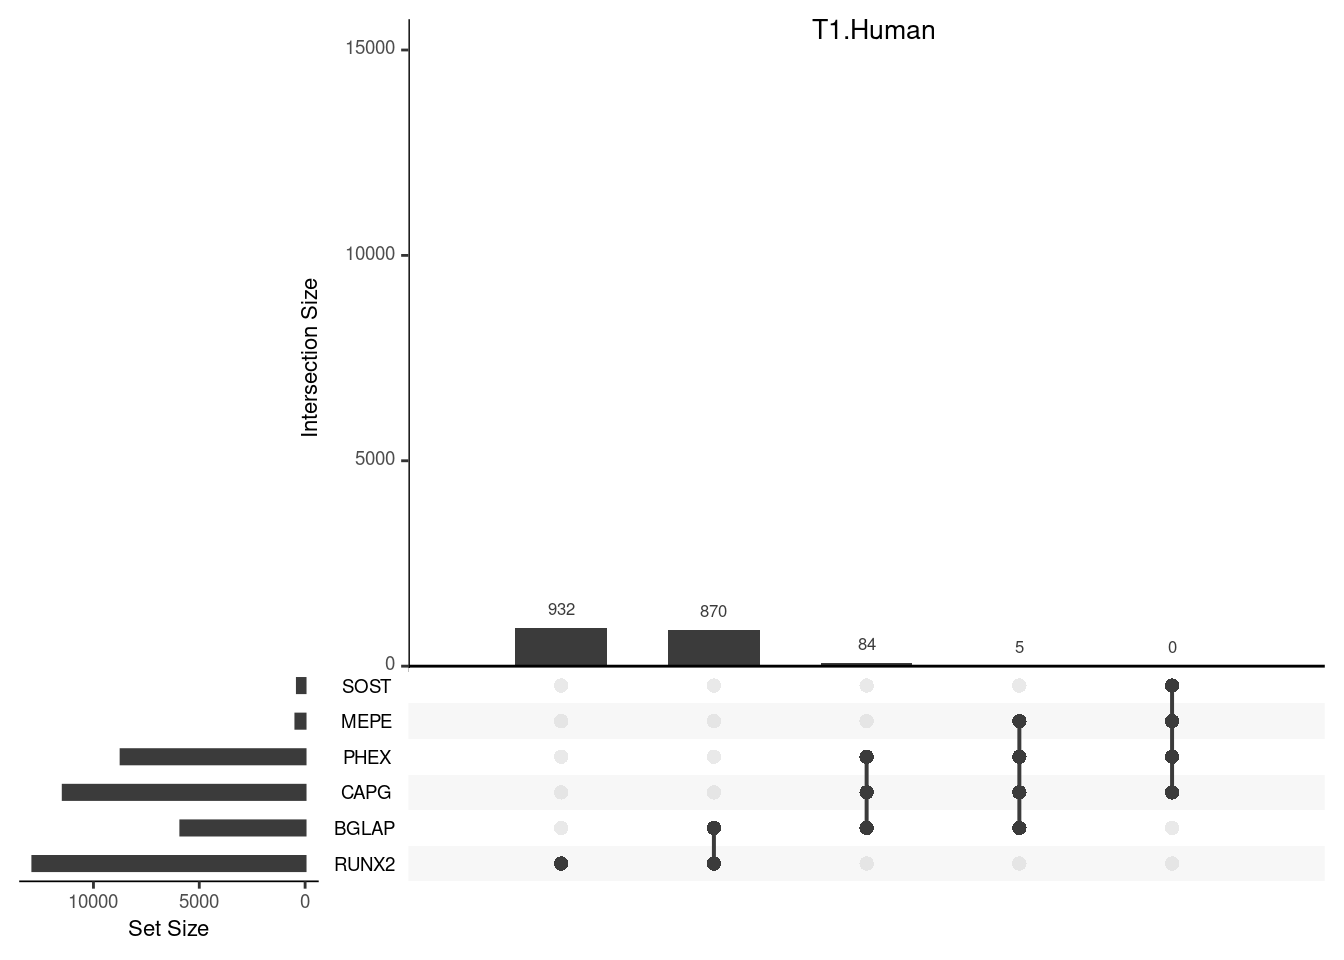 T1.Human
15000
10000
5000
0
Intersection Size
932
870
84
5
0
SOST
MEPE
PHEX
CAPG
BGLAP
RUNX2
10000 5000 0
Set Size